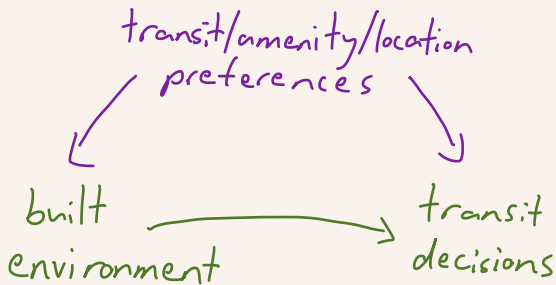 transit/amenity/location
preferences
built
environment
transit
decisions